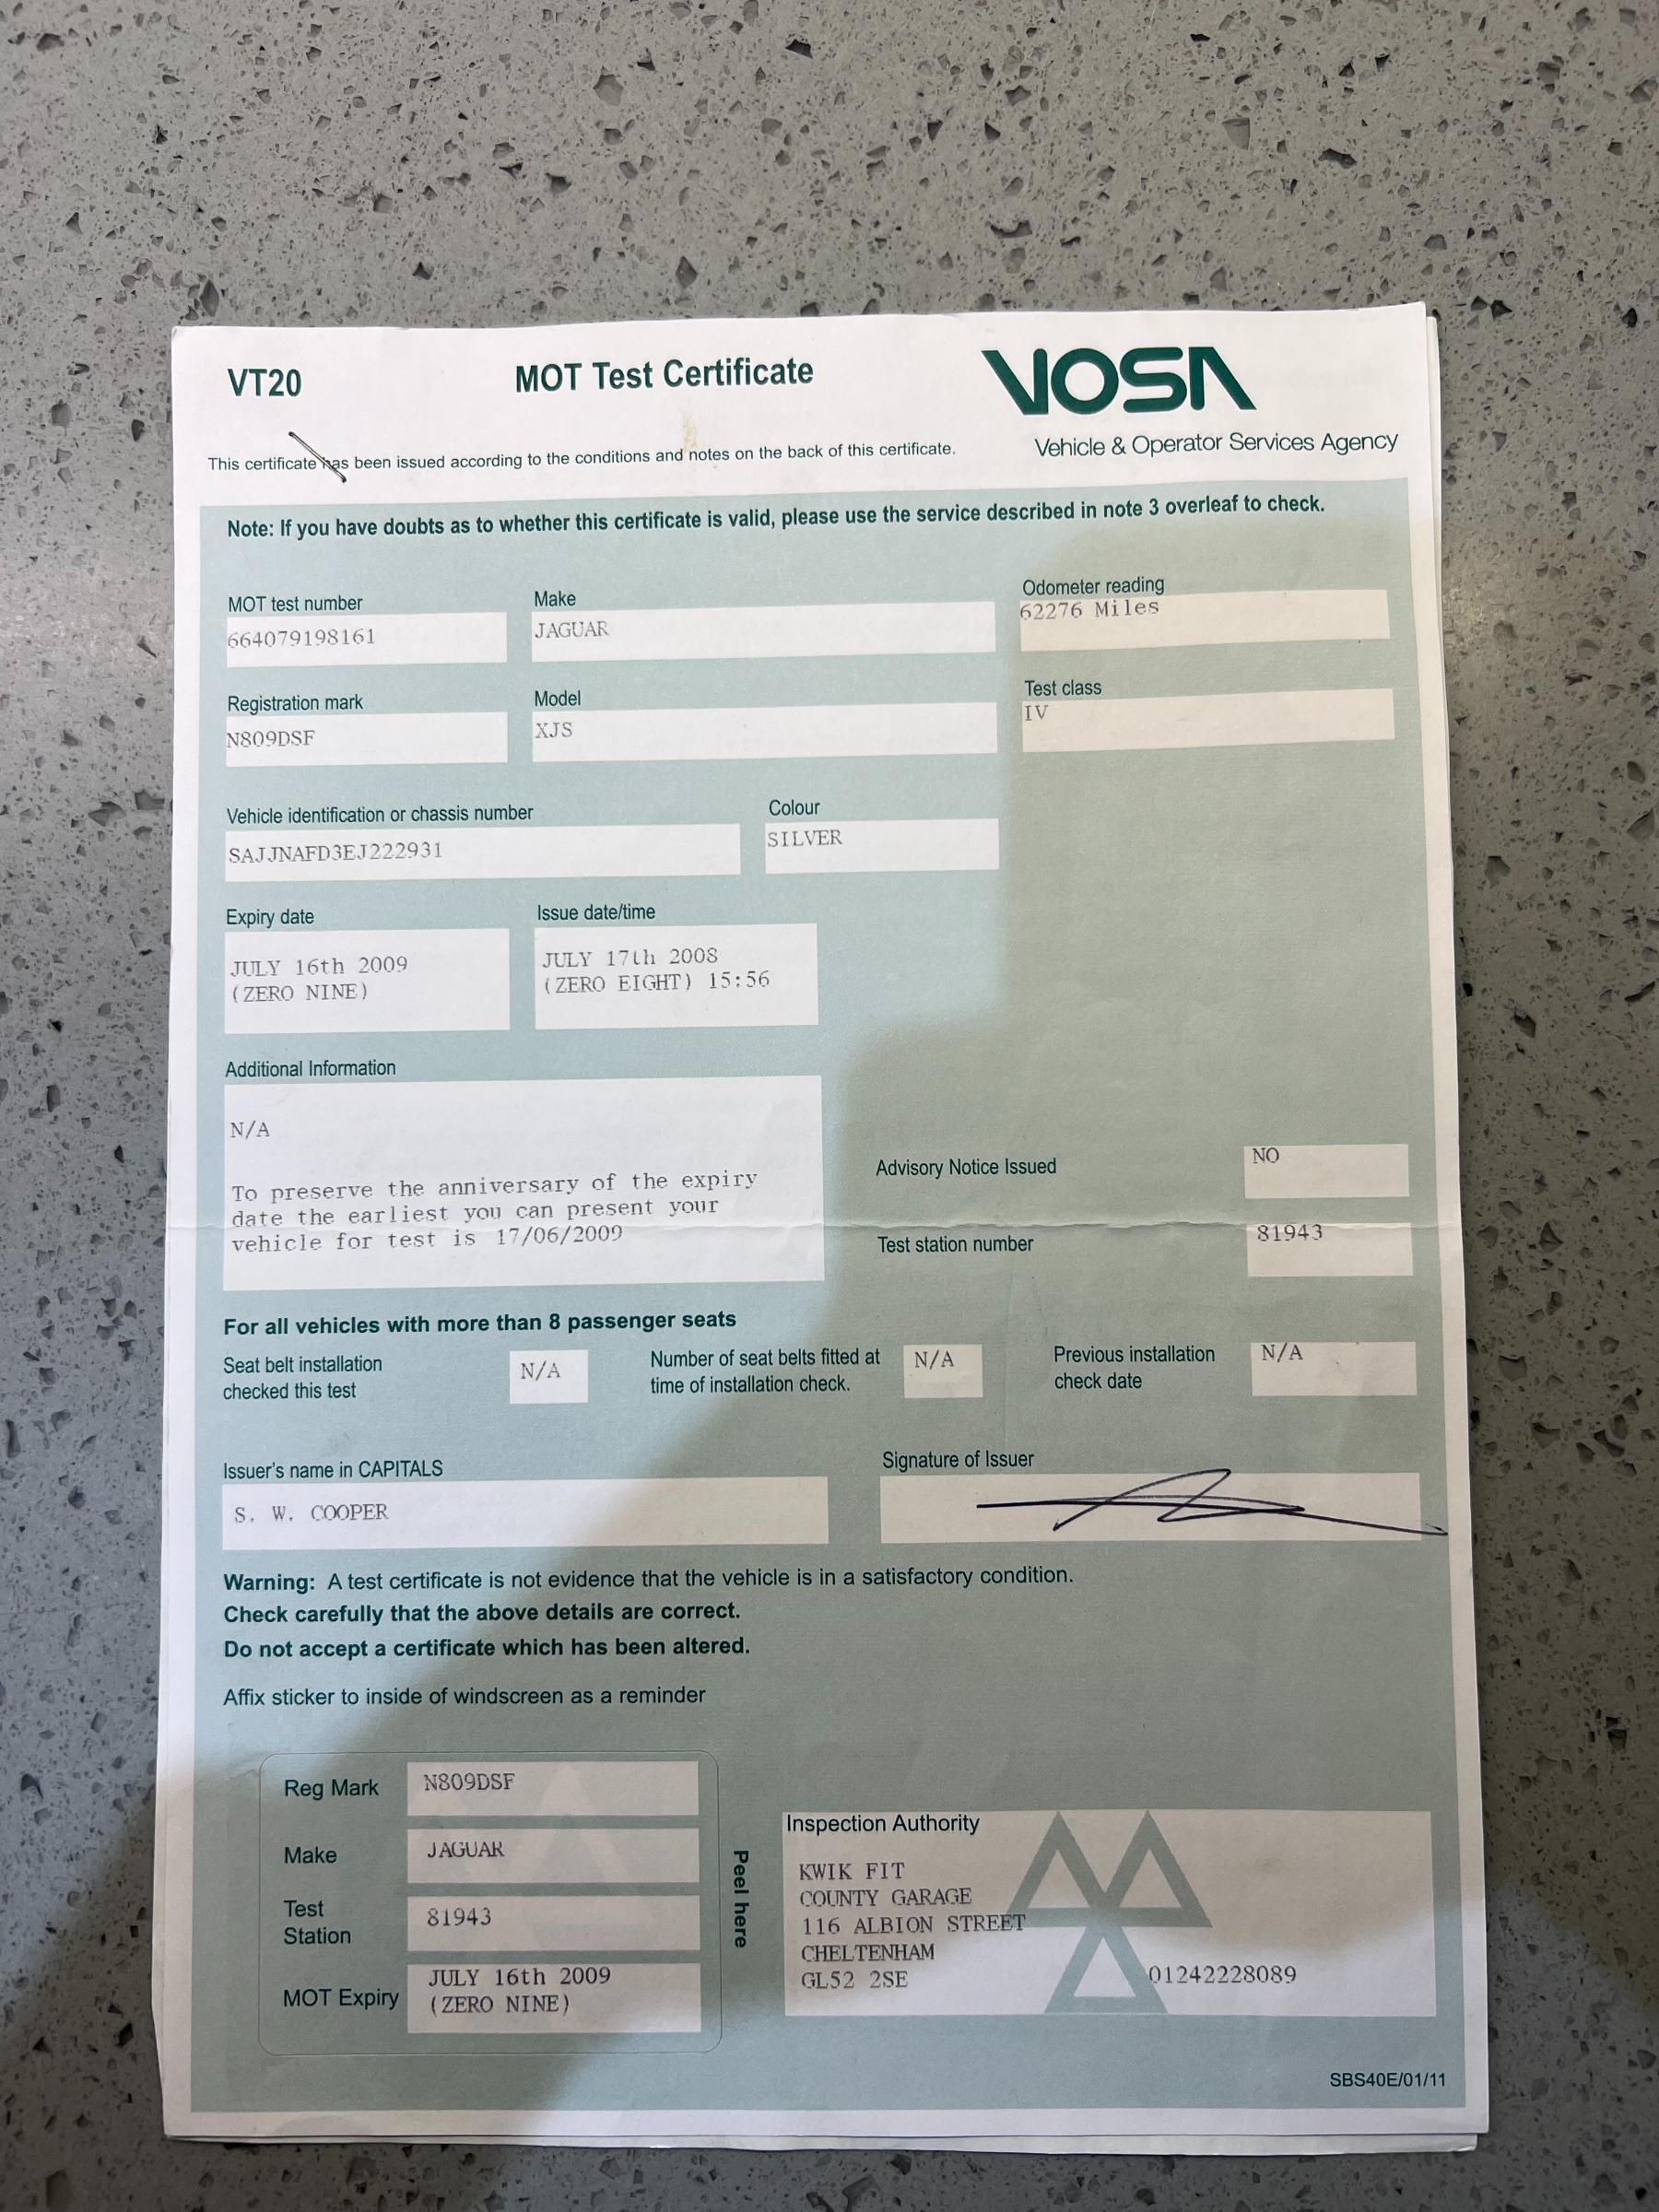 VT20
MOT Test Certificate
VOSA
Vehicle & Operator Services Agency
This certificate has been issued according to the conditions and notes on the back of this certificate.
Note: If you have doubts as to whether this certificate is valid, please use the service described in note 3 overleaf to check.
MOT test number
664079198161
Make
JAGUAR
Odometer reading
62276 Miles
Registration mark
N809DSF
Model
XJS
Test class
IV
Vehicle identification or chassis number
SAJJNAFD3EJ222931
Colour
SILVER
Expiry date
JULY 16th 2009
(ZERO NINE)
Issue date/time
JULY 17th 2008
(ZERO EIGHT) 15:56
Additional Information
N/A
To preserve the anniversary of the expiry
date the earliest you can present your
vehicle for test is 17/06/2009
Advisory Notice Issued
NO
Test station number
81943
For all vehicles with more than 8 passenger seats
Seat belt installation
checked this test
N/A
Number of seat belts fitted at
time of installation check.
N/A
Previous installation
check date
N/A
Issuer's name in CAPITALS
S. W. COOPER
Signature of Issuer
Warning: A test certificate is not evidence that the vehicle is in a satisfactory condition.
Check carefully that the above details are correct.
Do not accept a certificate which has been altered.
Affix sticker to inside of windscreen as a reminder
Reg Mark
N809DSF
Make
JAGUAR
Test
Station
81943
MOT Expiry
JULY 16th 2009
(ZERO NINE)
Peel here
Inspection Authority
KWIK FIT
COUNTY GARAGE
116 ALBION STREET
CHELTENHAM
GL52 2SE
01242228089
SBS40E/01/11